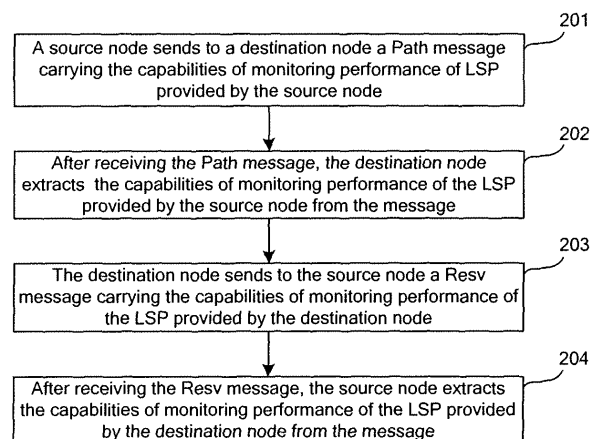 201
A source node sends to a destination node a Path message
carrying the capabilities of monitoring performance of LSP
provided by the source node
202
After receiving the Path message, the destination node
extracts the capabilities of monitoring performance of the LSP
provided by the source node from the message
203
The destination node sends to the source node a Resv
message carrying the capabilities of monitoring performance of
the LSP provided by the destination node
204
After receiving the Resv message, the source node extracts
the capabilities of monitoring performance of the LSP provided
by the destination node from the message